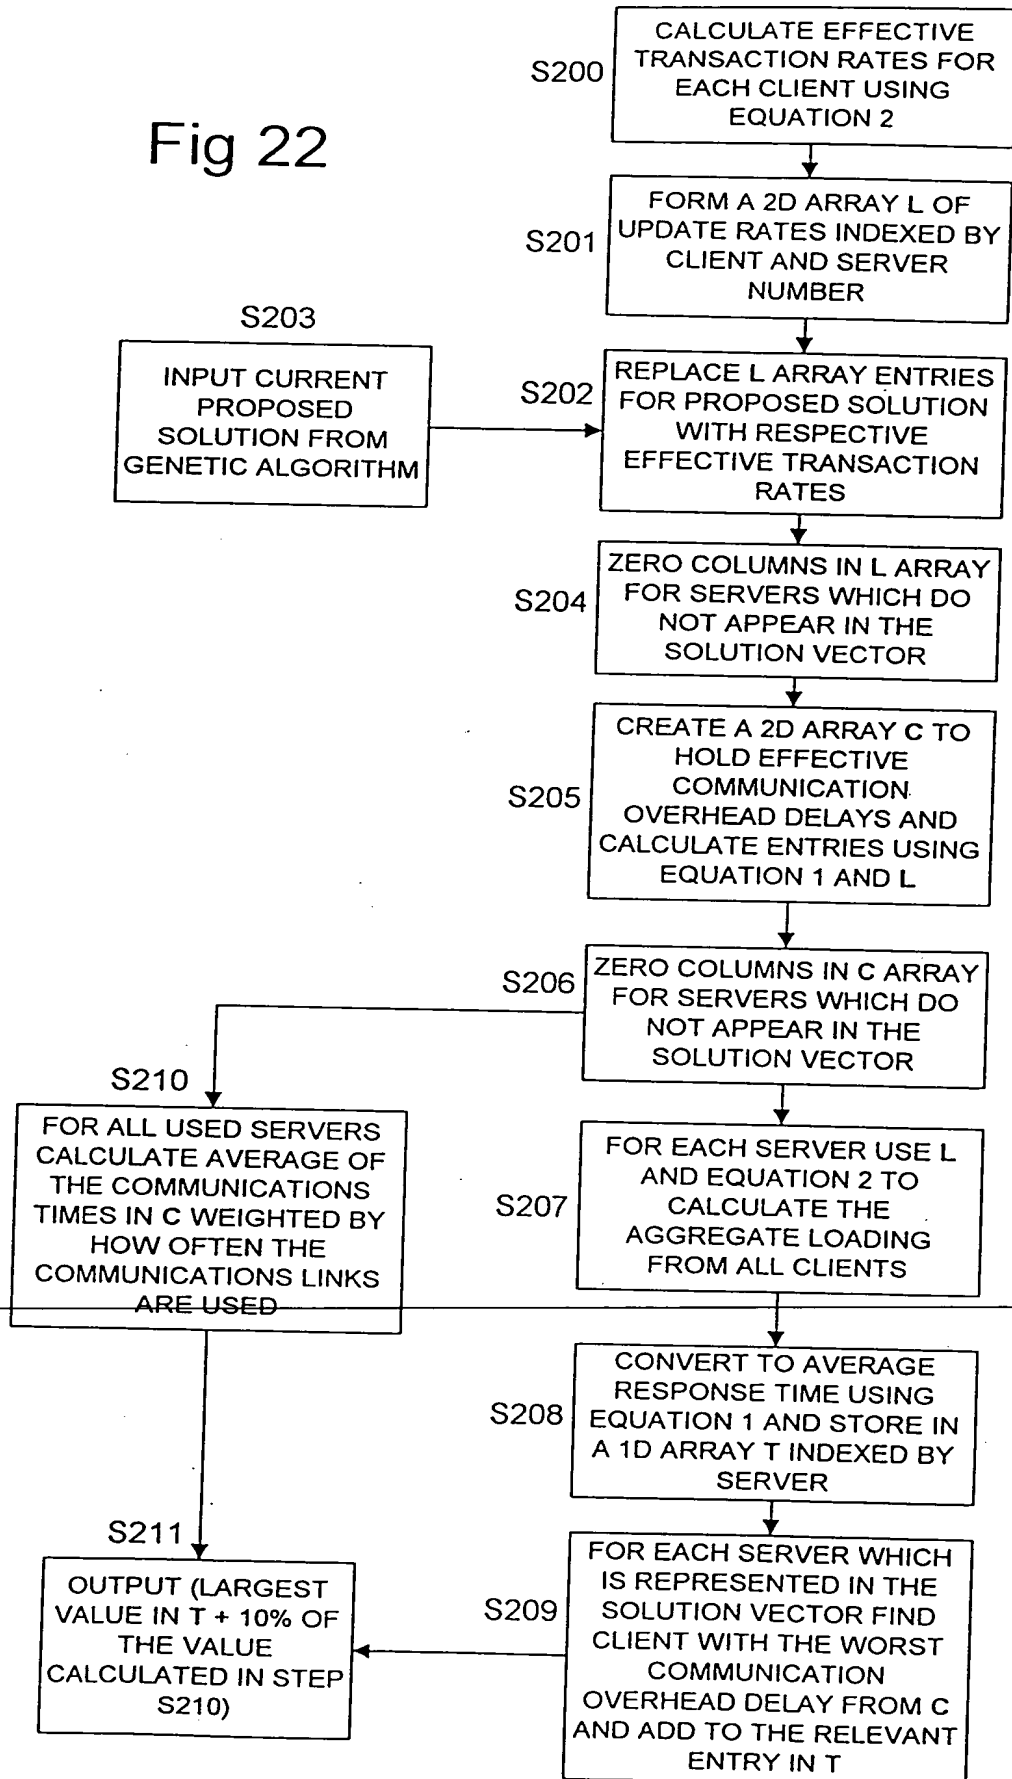 Fig 22
S200
CALCULATE EFFECTIVE
TRANSACTION RATES FOR
EACH CLIENT USING
EQUATION 2
S201
FORM A 2D ARRAY L OF
UPDATE RATES INDEXED BY
CLIENT AND SERVER
NUMBER
S203
INPUT CURRENT
PROPOSED
SOLUTION FROM
GENETIC ALGORITHM
S202
REPLACE L ARRAY ENTRIES
FOR PROPOSED SOLUTION
WITH RESPECTIVE
EFFECTIVE TRANSACTION
RATES
S204
ZERO COLUMNS IN L ARRAY
FOR SERVERS WHICH DO
NOT APPEAR IN THE
SOLUTION VECTOR
S205
CREATE A 2D ARRAY C TO
HOLD EFFECTIVE
COMMUNICATION
OVERHEAD DELAYS AND
CALCULATE ENTRIES USING
EQUATION 1 AND L
S206
ZERO COLUMNS IN C ARRAY
FOR SERVERS WHICH DO
NOT APPEAR IN THE
SOLUTION VECTOR
S210
FOR ALL USED SERVERS
CALCULATE AVERAGE OF
THE COMMUNICATIONS
TIMES IN C WEIGHTED BY
HOW OFTEN THE
COMMUNICATIONS LINKS
ARE USED
S207
FOR EACH SERVER USE L
AND EQUATION 2 TO
CALCULATE THE
AGGREGATE LOADING
FROM ALL CLIENTS
S208
CONVERT TO AVERAGE
RESPONSE TIME USING
EQUATION 1 AND STORE IN
A 1D ARRAY T INDEXED BY
SERVER
S211
OUTPUT (LARGEST
VALUE IN T + 10% OF
THE VALUE
CALCULATED IN STEP
S210)
S209
FOR EACH SERVER WHICH
IS REPRESENTED IN THE
SOLUTION VECTOR FIND
CLIENT WITH THE WORST
COMMUNICATION
OVERHEAD DELAY FROM C
AND ADD TO THE RELEVANT
ENTRY IN T